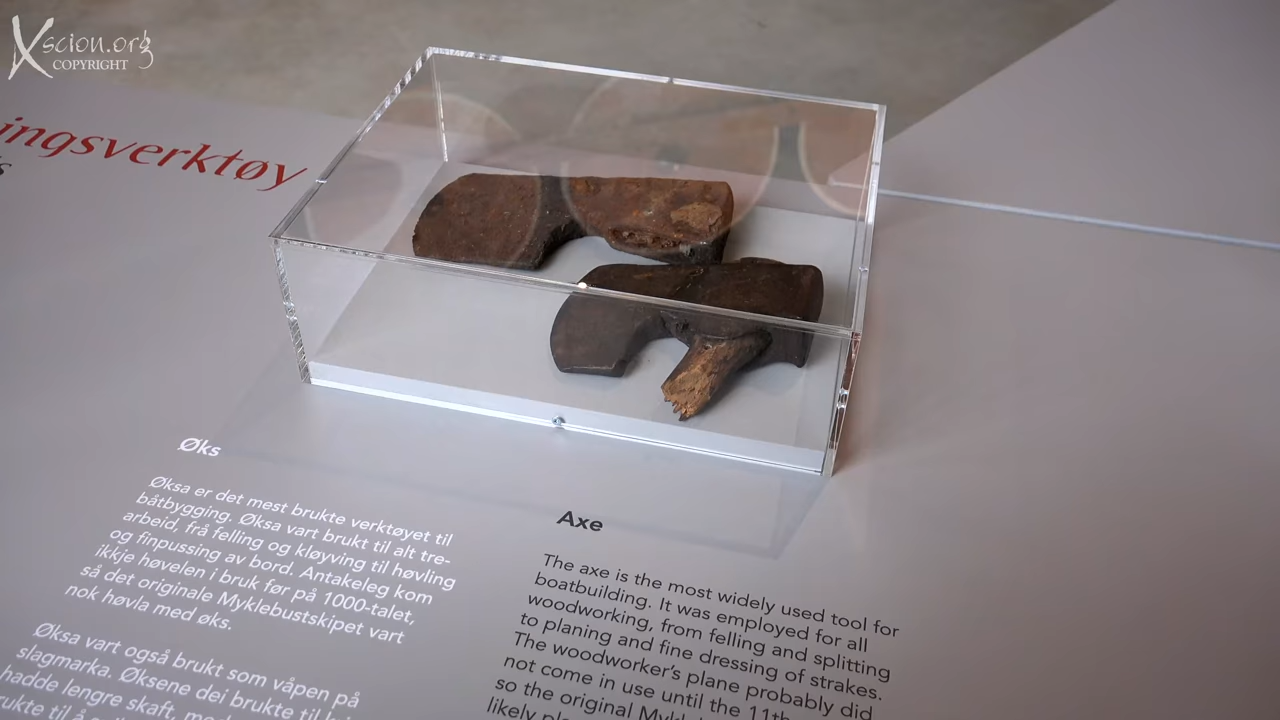 Xscion.org
COPYRIGHT
ingsverktøy
Øks
Øksa er det mest brukte verktøyet til
båtbygging. Øksa vart brukt til alt tre-
arbeid, frå felling og kløyving til høvling
og finpussing av bord. Antakeleg kom
ikkje høvelen i bruk før på 1000-talet,
så det originale Myklebustskipet vart
nok høvla med øks.
Øksa vart også brukt som våpen på
slagmarka. Øksene dei brukte til
hadde lengre skaft,
Axe
The axe is the most widely used tool for
boatbuilding. It was employed for all
woodworking, from felling and splitting
to planing and fine dressing of strakes.
The woodworker's plane probably did
not come in use until the 11th
so the original
likely